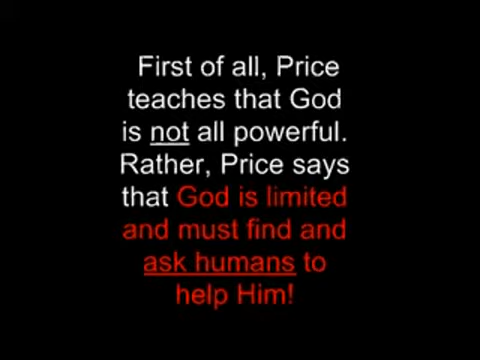 First of all, Price
teaches that God
is not all powerful.
Rather, Price says
that God is limited
and must find and
ask humans to
help Him!